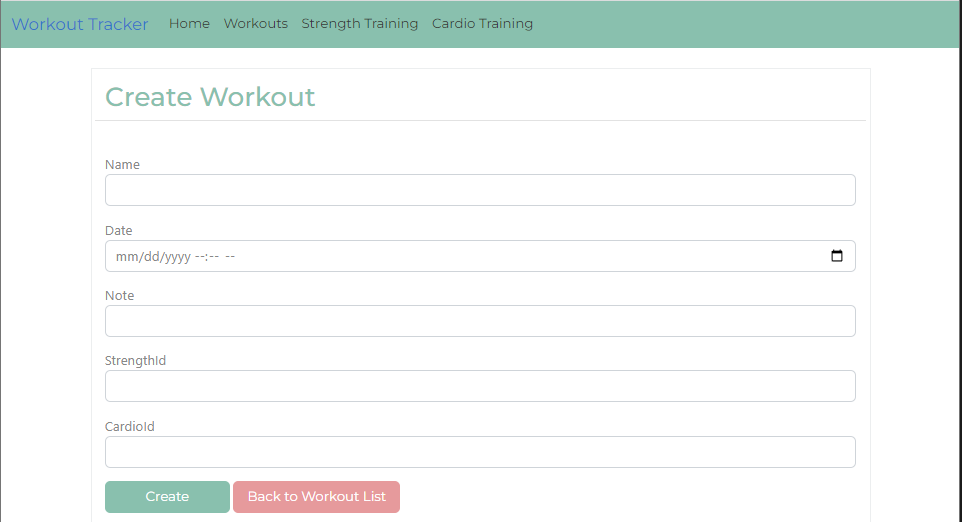 Workout Tracker Home Workouts Strength Training Cardio Training
Create Workout
Name
Date
mm/dd/yyyy --:-- --
Note
StrengthId
CardioId
Create Back to Workout List